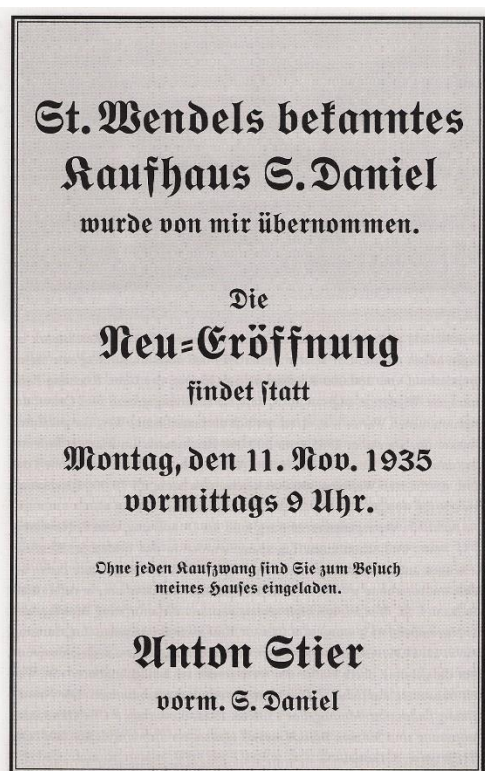 St. Wendels bekanntes
Kaufhaus S. Daniel
wurde von mir übernommen.
Die
Neu-Eröffnung
findet statt
Montag, den 11. Nov. 1935
vormittags 9 Uhr.
Ohne jeden Kaufzwang sind Sie zum Besuch
meines Hauses eingeladen.
Anton Stier
vorm. S. Daniel